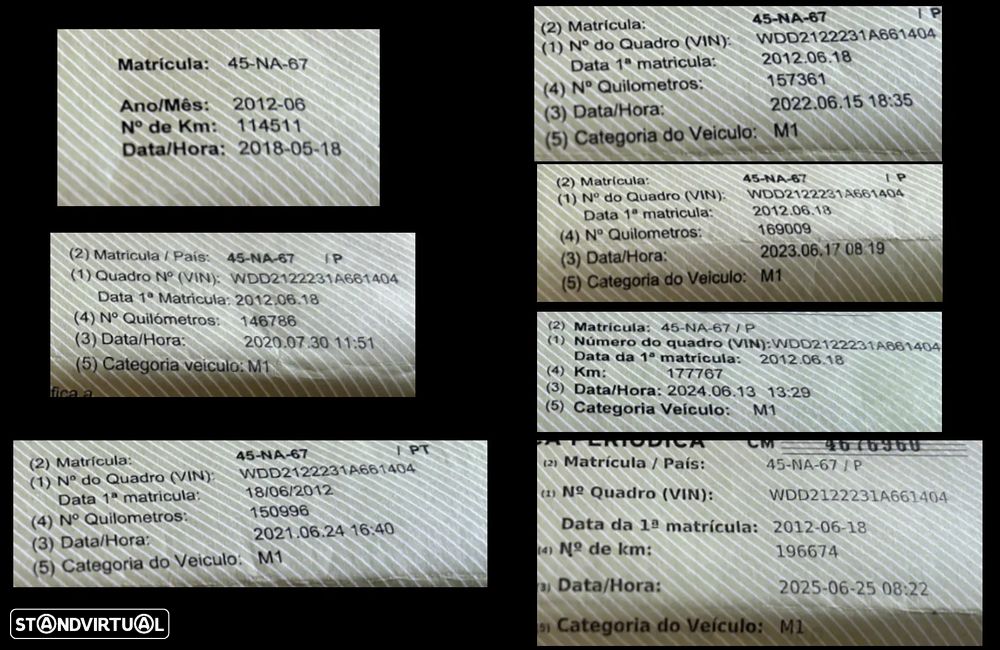 Matrícula: 45-NA-67
Ano/Mês: 2012-06
Nº de Km: 114511
Data/Hora: 2018-05-18
(2) Matricula / País: 45-NA-67 / P
(1) Quadro Nº (VIN): WDD2122231A661404
Data 1ª Matricula: 2012.06.18
(4) Nº Quilómetros: 146786
(3) Data/Hora: 2020.07.30 11:51
(5) Categoria veiculo: M1
fica a
(2) Matrícula: 45-NA-67 / PT
(1) Nº do Quadro (VIN): WDD2122231A661404
Data 1ª matricula: 18/06/2012
(4) Nº Quilometros: 150996
(3) Data/Hora: 2021.06.24 16:40
(5) Categoria do Veiculo: M1
(2) Matrícula: 45-NA-67 / P
(1) Nº do Quadro (VIN): WDD2122231A661404
Data 1ª matricula: 2012.06.18
(4) Nº Quilometros: 157361
(3) Data/Hora: 2022.06.15 18:35
(5) Categoria do Veiculo: M1
(2) Matrícula: 45-NA-67 / P
(1) Nº do Quadro (VIN): WDD2122231A661404
Data 1ª matricula: 2012.06.18
(4) Nº Quilometros: 169009
(3) Data/Hora: 2023.06.17 08:19
(5) Categoria do Veiculo: M1
(2) Matrícula: 45-NA-67 / P
(1) Número do quadro (VIN): WDD2122231A661404
Data da 1ª matrícula: 2012.06.18
(4) Km: 177767
(3) Data/Hora: 2024.06.13 13:29
(5) Categoria Veículo: M1
PERIÓDICA CM 4676960
(2) Matrícula / País: 45-NA-67 / P
(1) Nº Quadro (VIN): WDD2122231A661404
Data da 1ª matrícula: 2012-06-18
(4) Nº de km: 196674
(3) Data/Hora: 2025-06-25 08:22
(5) Categoria do Veículo: M1
STANDVIRTUAL